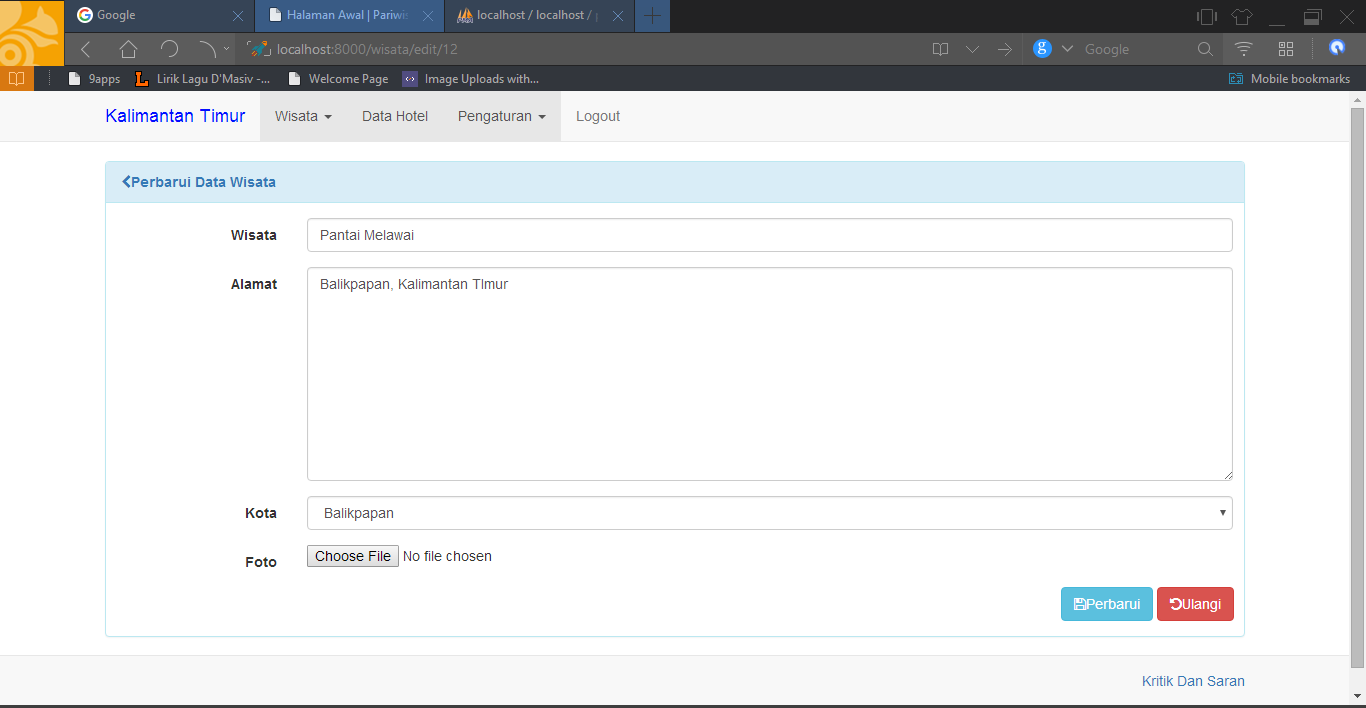 Google
Halaman Awal | Pariwis
localhost / localhost / p
localhost:8000/wisata/edit/12
g
Google
9apps
Lirik Lagu D'Masiv -...
Welcome Page
Image Uploads with...
Mobile bookmarks
Kalimantan Timur
Wisata
Data Hotel
Pengaturan
Logout
Perbarui Data Wisata
Wisata
Pantai Melawai
Alamat
Balikpapan, Kalimantan TImur
Kota
Balikpapan
Foto
Choose File No file chosen
Perbarui
Ulangi
Kritik Dan Saran